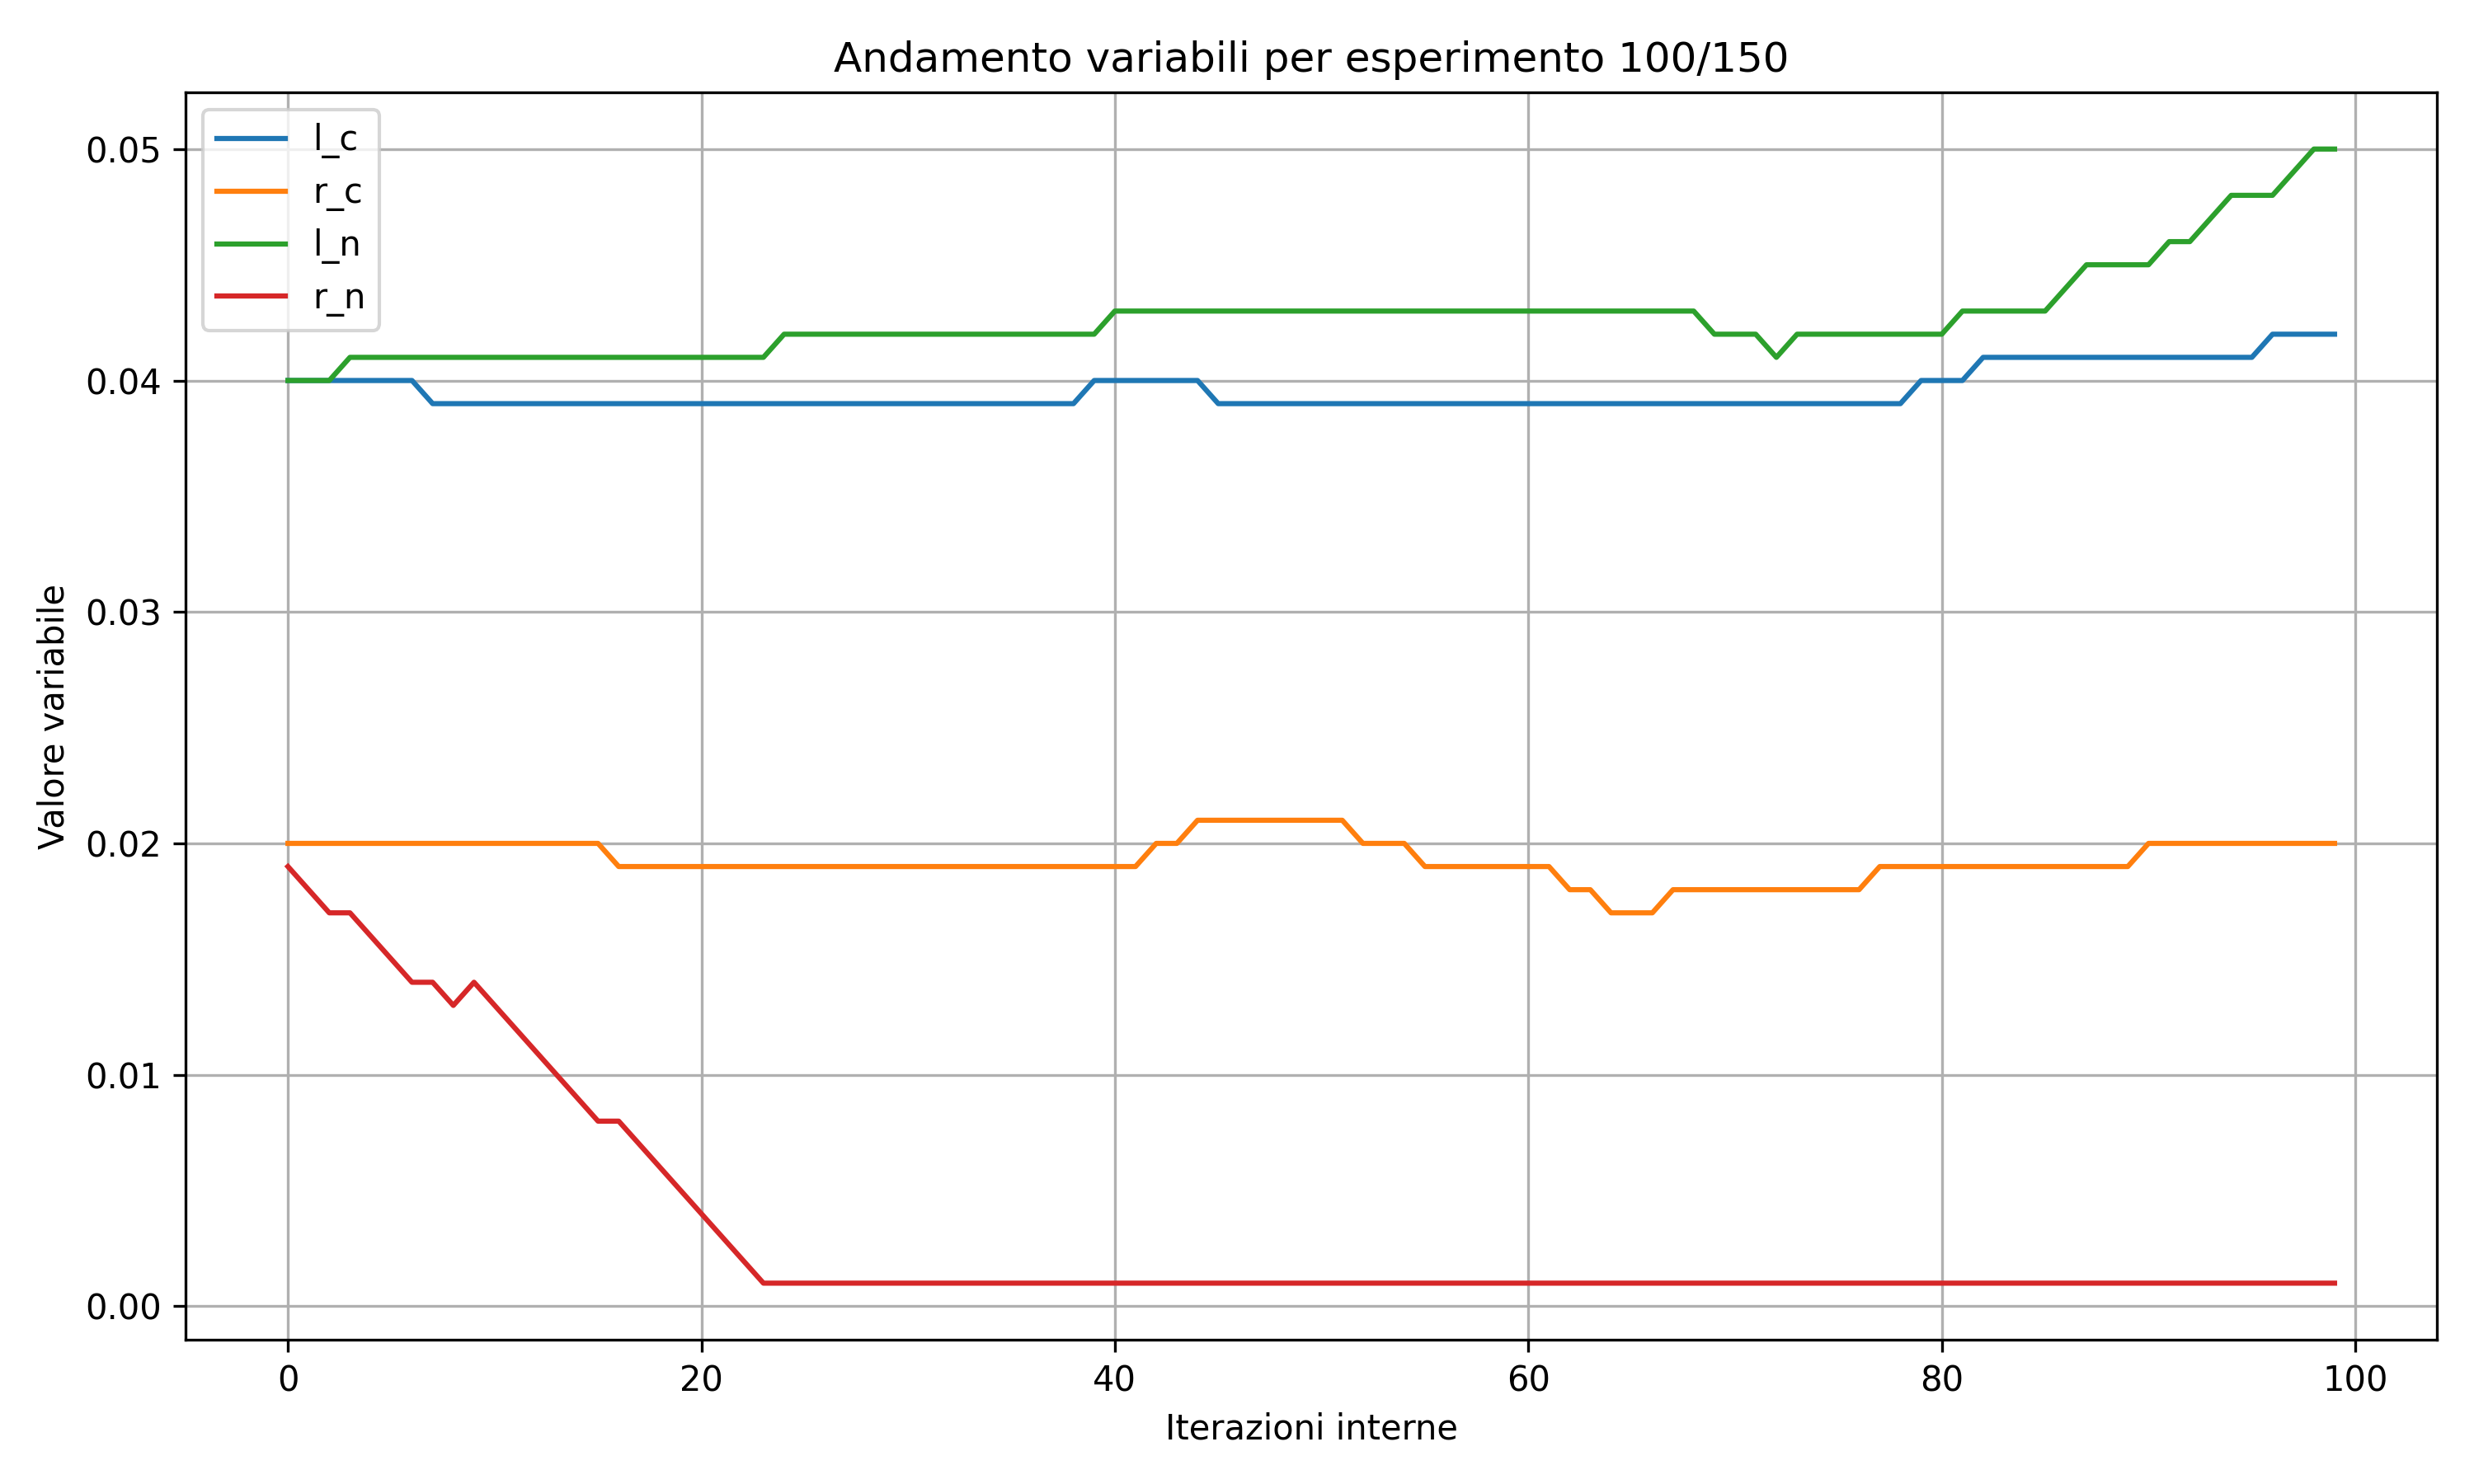 Andamento variabili per esperimento 100/150
l_c
r_c
l_n
r_n
Valore variabile
0.05
0.04
0.03
0.02
0.01
0.00
0 20 40 60 80 100
Iterazioni interne